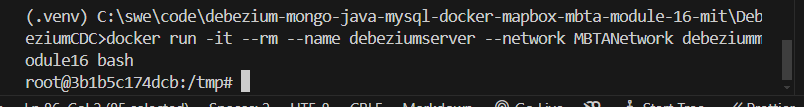 (.venv) C:\swe\code\debezium-mongo-java-mysql-docker-mapbox-mbta-module-16-mit\Deb
eziumCDC>docker run -it --rm --name debeziumserver --network MBTANetwork debeziumm
odule16 bash
root@3b1b5c174dcb:/tmp#